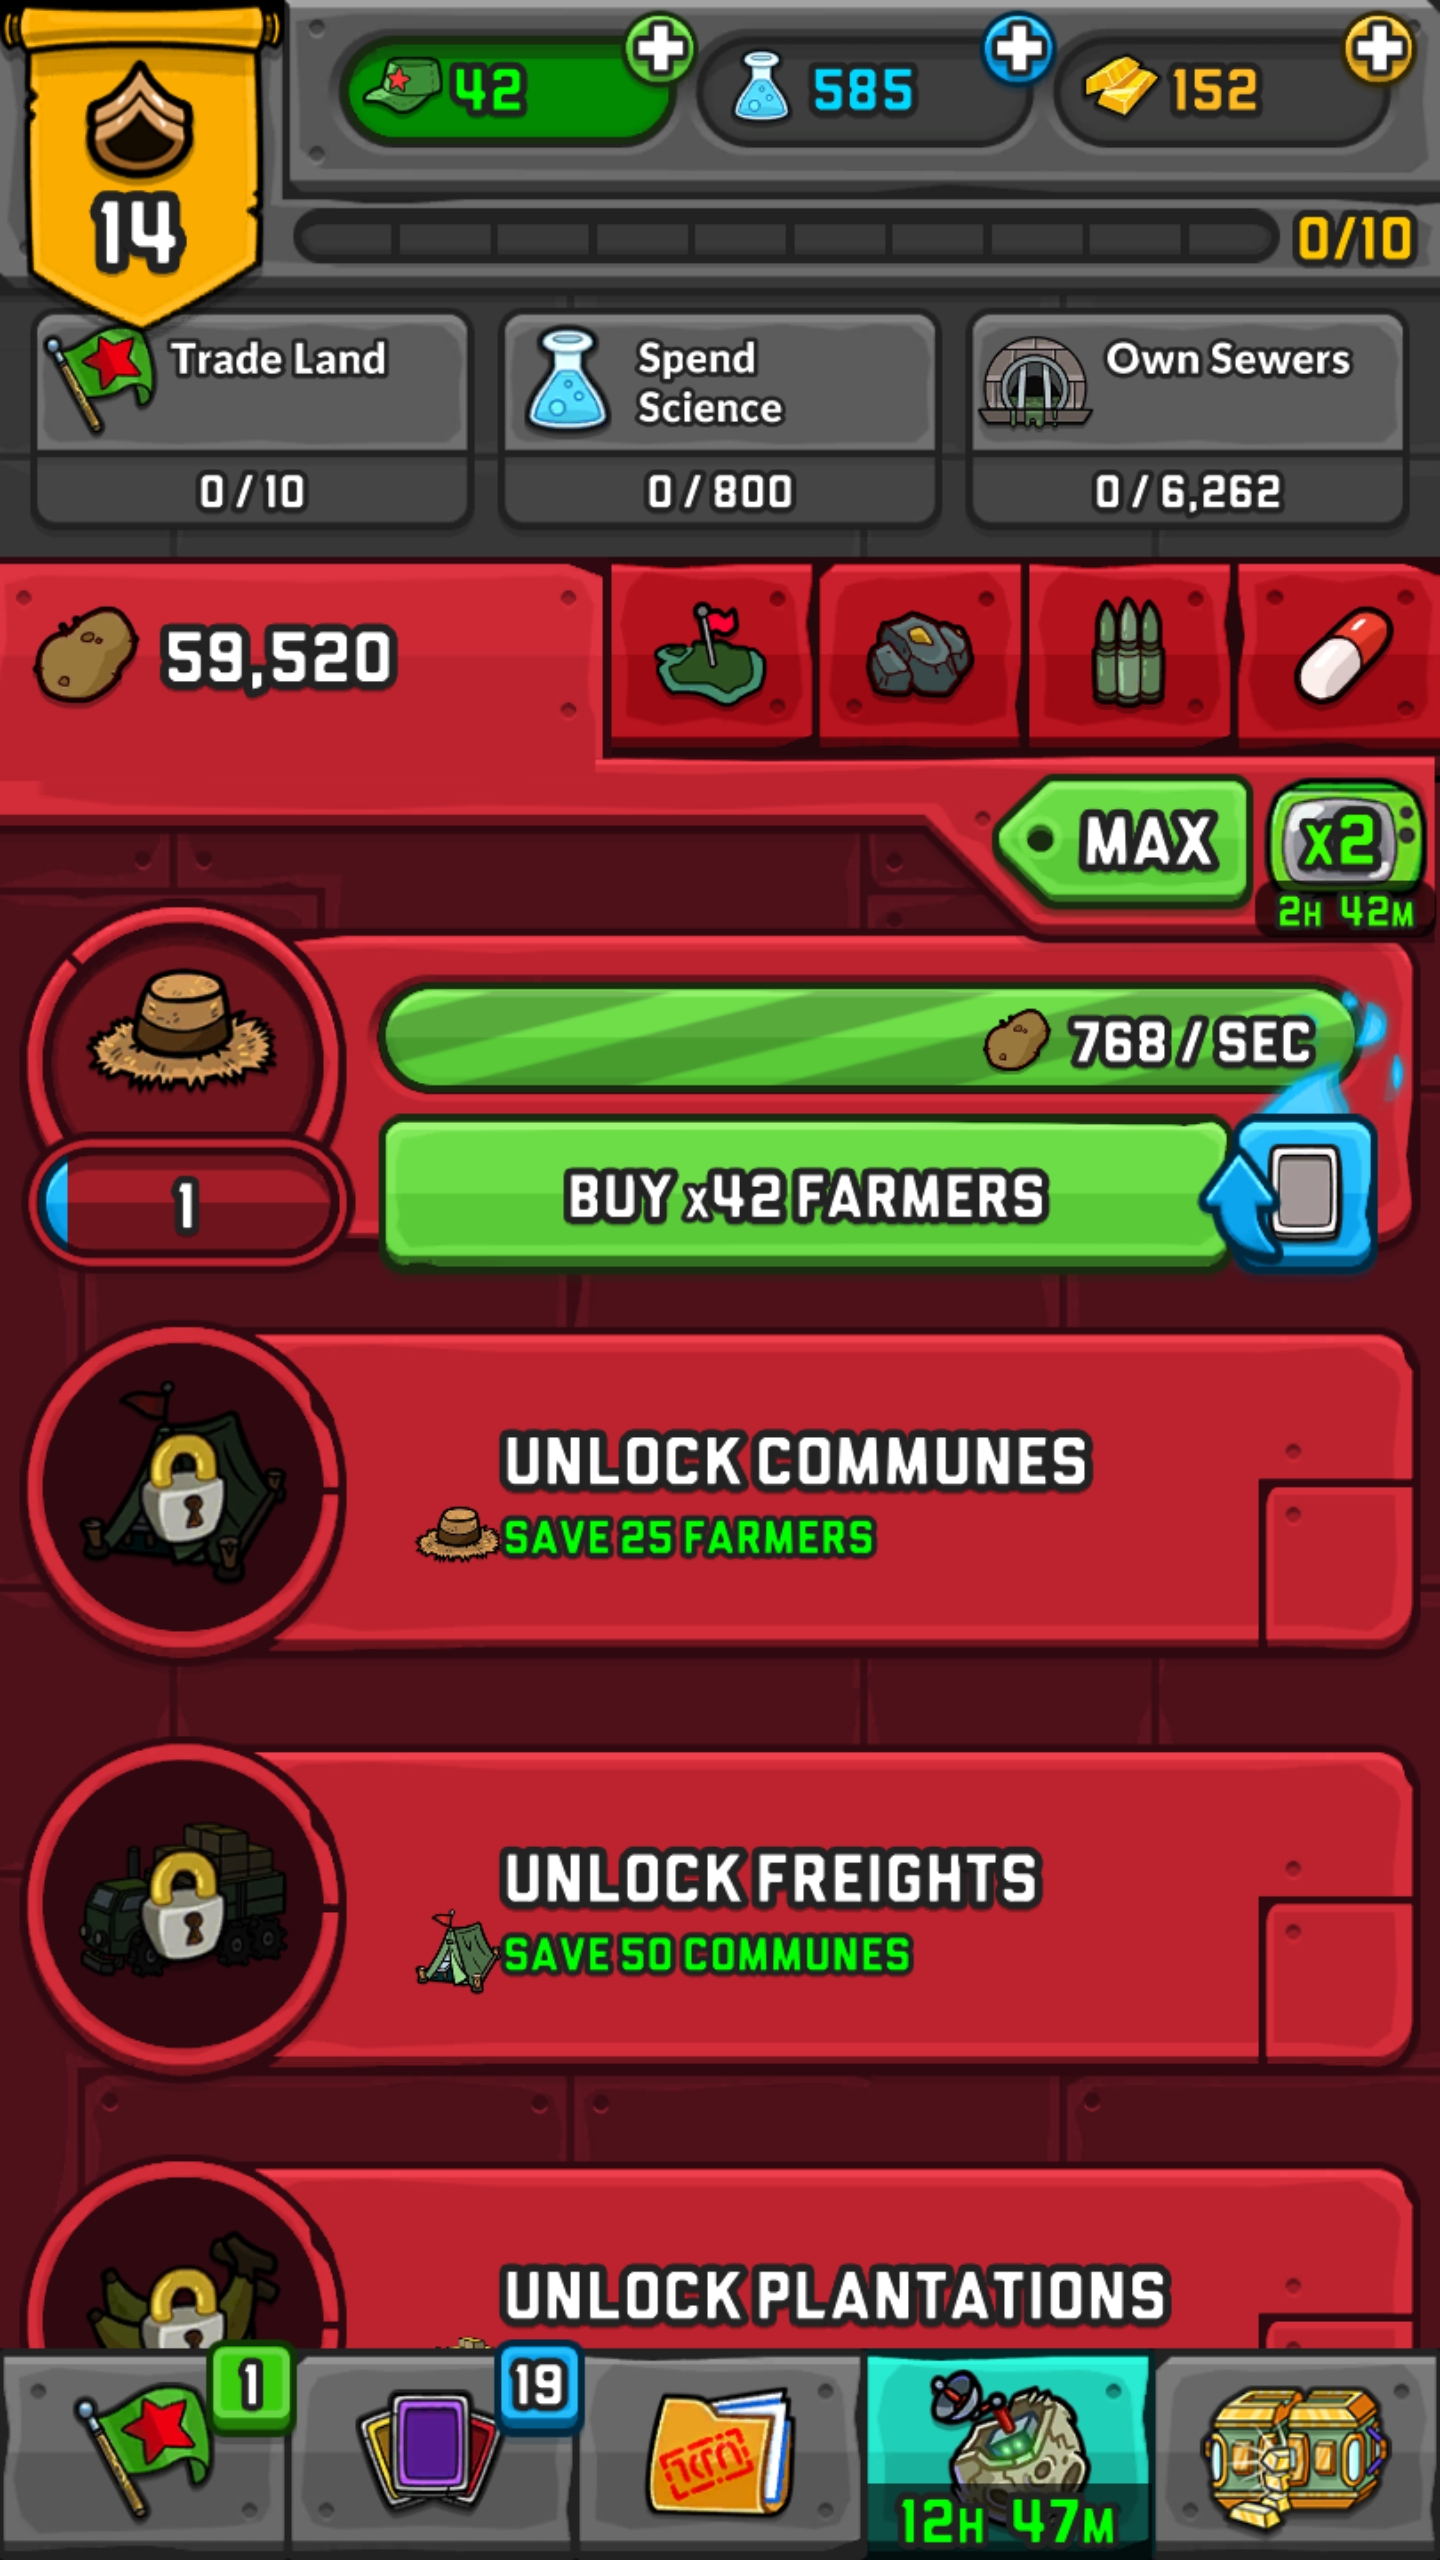 42
585
152
14
0/10
Trade Land
Spend
Science
Own Sewers
0/10
0/800
0/6,262
59,520
MAX
x2
2H 42M
768/SEC
1
BUY x42 FARMERS
UNLOCK COMMUNES
SAVE 25 FARMERS
UNLOCK FREIGHTS
SAVE 50 COMMUNES
UNLOCK PLANTATIONS
1
19
12H 47M